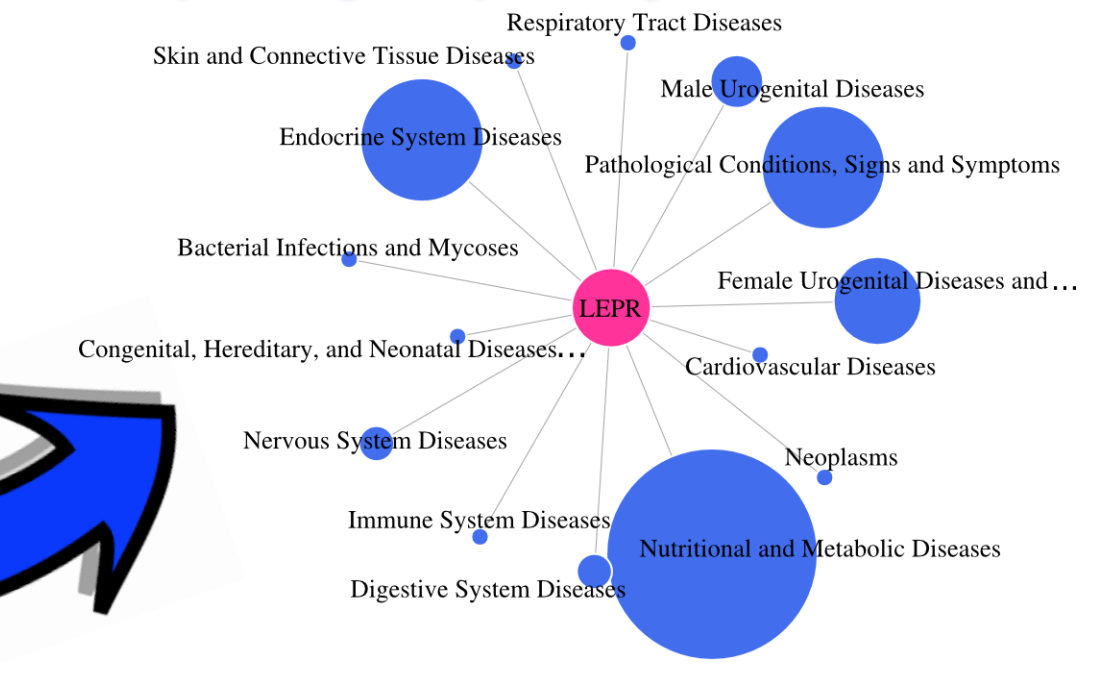 Respiratory Tract Diseases
Skin and Connective Tissue Diseases
Male Urogenital Diseases
Endocrine System Diseases
Pathological Conditions, Signs and Symptoms
Bacterial Infections and Mycoses
Female Urogenital Diseases and...
LEPR
Congenital, Hereditary, and Neonatal Diseases...
Cardiovascular Diseases
Nervous System Diseases
Neoplasms
Immune System Diseases
Nutritional and Metabolic Diseases
Digestive System Diseases